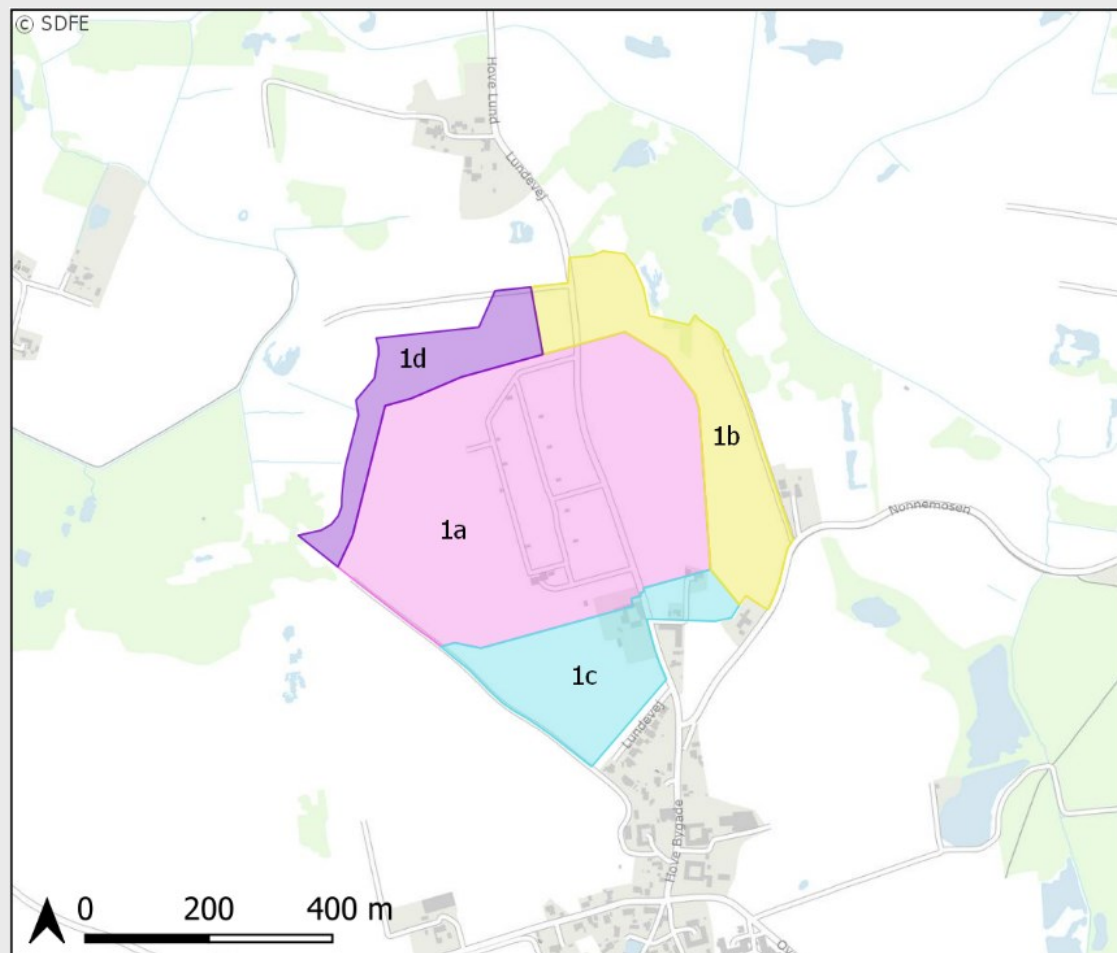 © SDFE
Hove Lund
Lundevej
1d
1b
1a
Nonnemosen
1c
Lundevej
Hove Bygade
0 200 400 m